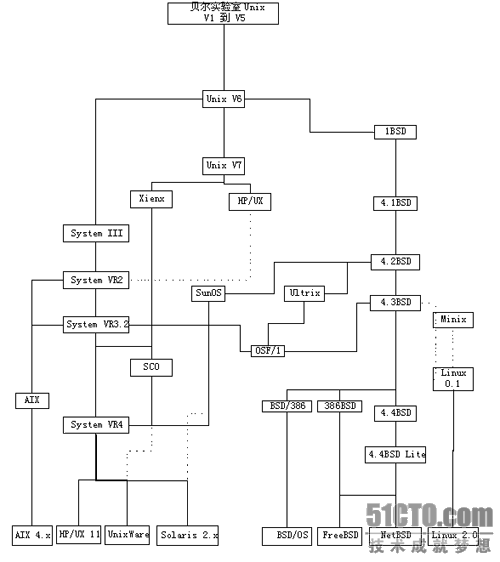 贝尔实验室 Unix
V1 到 V5
Unix V6
1BSD
Unix V7
Xienx
HP/UX
4.1BSD
System III
4.2BSD
System VR2
SunOS
Ultrix
4.3BSD
Minix
System VR3.2
OSF/1
SCO
Linux
0.1
AIX
BSD/386
386BSD
4.4BSD
System VR4
4.4BSD Lite
51CTO.com
技术成就梦想
AIX 4.x
HP/UX 11
UnixWare
Solaris 2.x
BSD/OS
FreeBSD
NetBSD
Linux 2.0